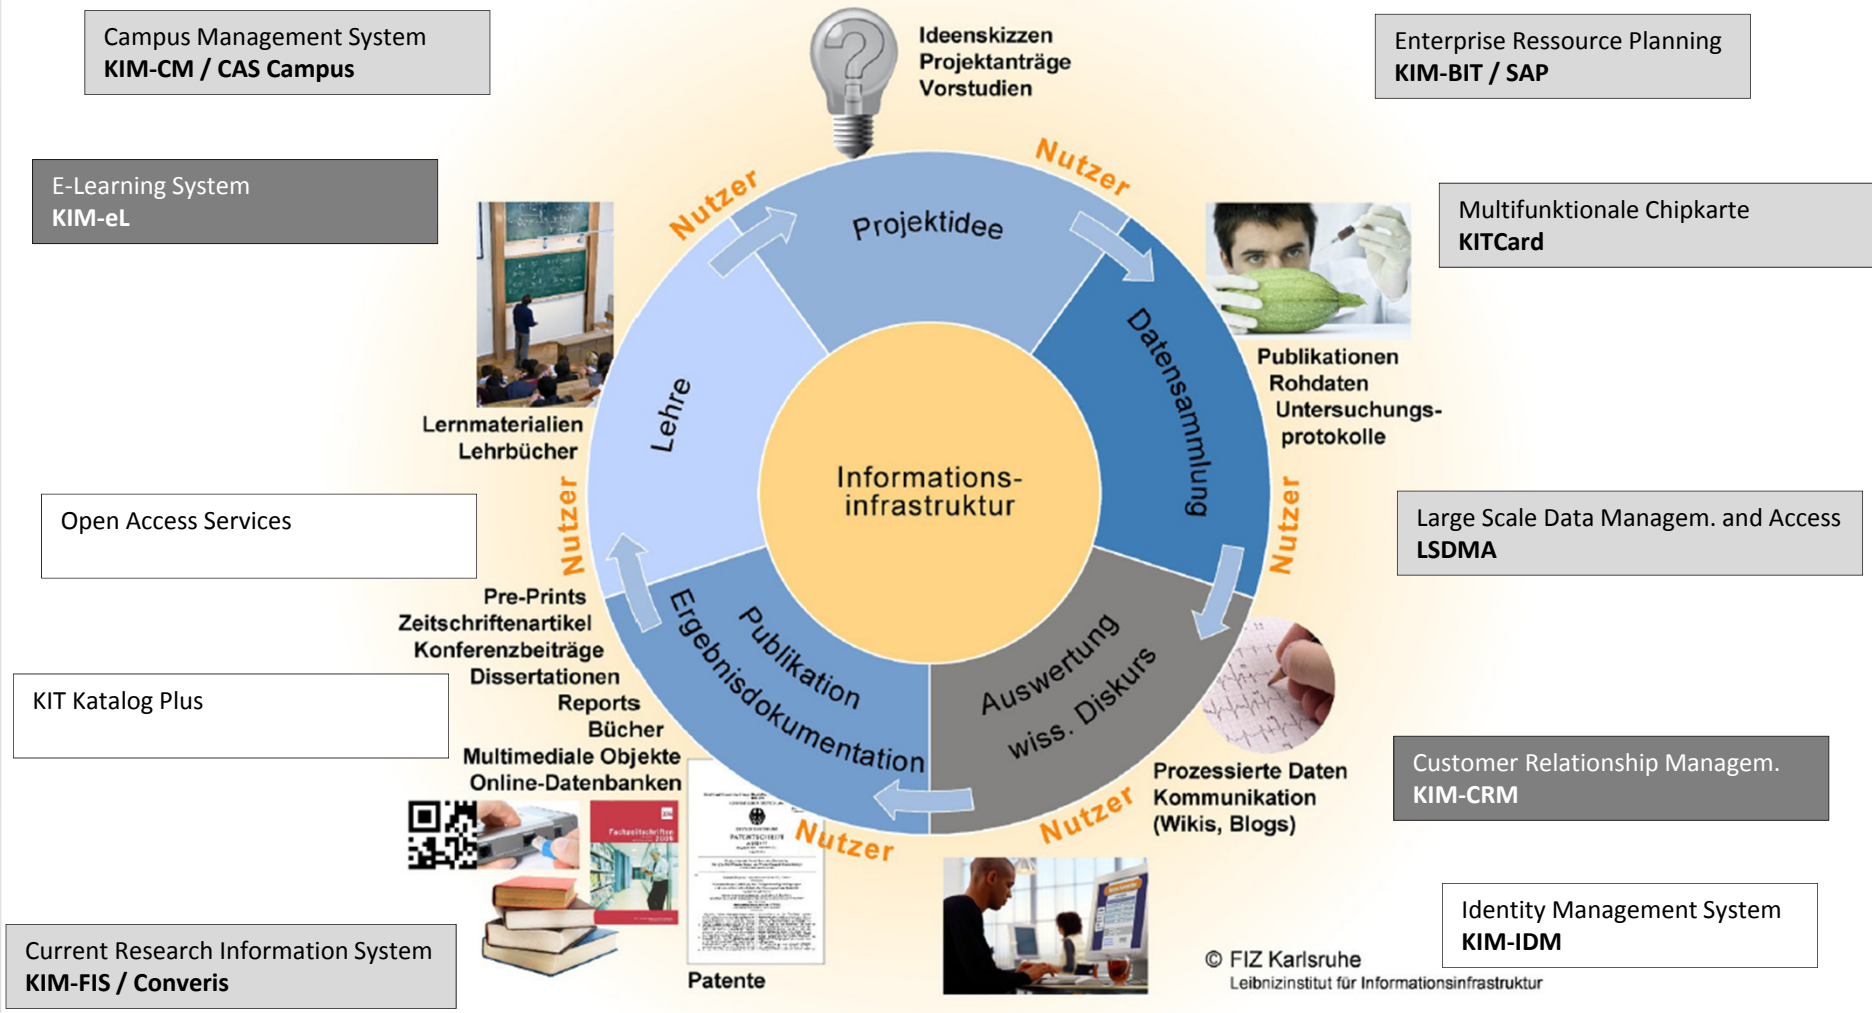 Campus Management System
KIM-CM / CAS Campus
Ideenskizzen
Projektanträge
Vorstudien
Enterprise Ressource Planning
KIM-BIT / SAP
E-Learning System
KIM-eL
Nutzer
Nutzer
Projektidee
Multifunktionale Chipkarte
KITCard
Datensammlung
Publikationen
Rohdaten
Untersuchungs-
protokolle
Lehre
Lernmaterialien
Lehrbücher
Informations-
infrastruktur
Nutzer
Nutzer
Open Access Services
Large Scale Data Managem. and Access
LSDMA
Pre-Prints
Zeitschriftenartikel
Konferenzbeiträge
Dissertationen
Reports
Bücher
Multimediale Objekte
Online-Datenbanken
Publikation
Ergebnisdokumentation
Auswertung
wiss. Diskurs
KIT Katalog Plus
Customer Relationship Managem.
KIM-CRM
Prozessierte Daten
Kommunikation
(Wikis, Blogs)
Nutzer
Nutzer
Fachzeitschriften
2009
PATENTSCHRIFT
Patente
Identity Management System
KIM-IDM
Current Research Information System
KIM-FIS / Converis
© FIZ Karlsruhe
Leibnizinstitut für Informationsinfrastruktur